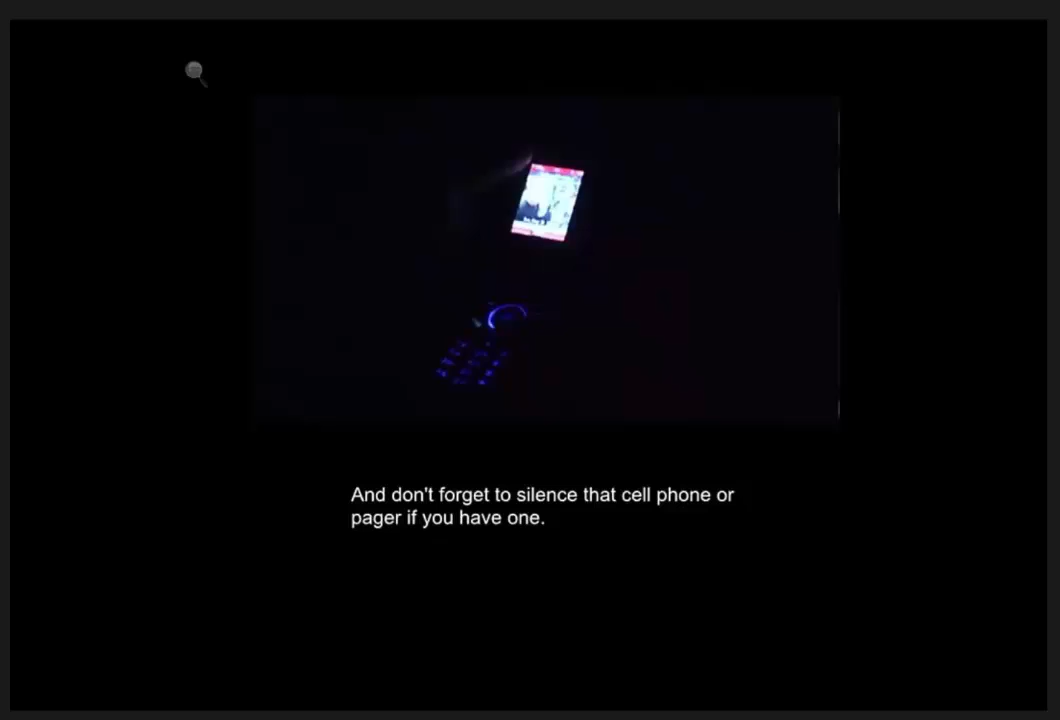 And don't forget to silence that cell phone or
pager if you have one.